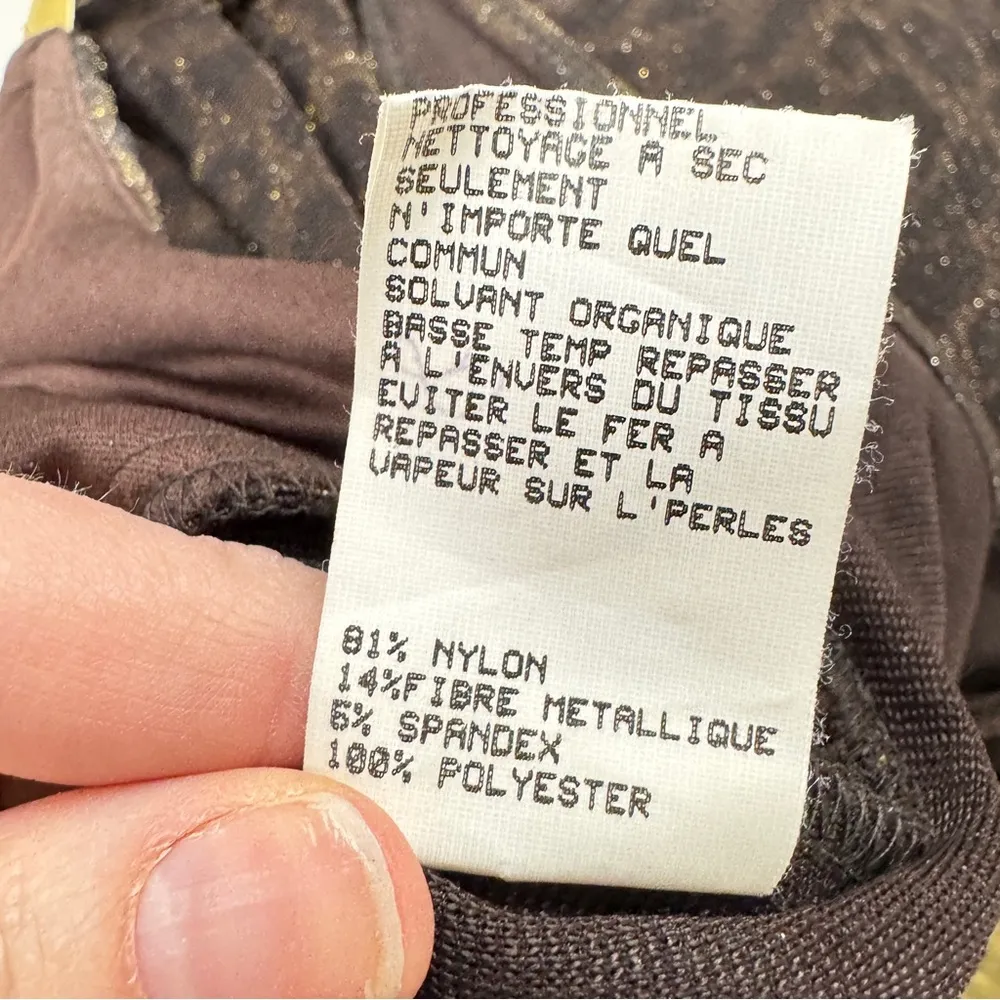 PROFESSIONNEL
NETTOYAGE A SEC
SEULEMENT
N'IMPORTE QUEL
COMMUN
SOLVANT ORGANIQUE
BASSE TEMP REPASSER
A L'ENVERS DU TISSU
EVITER LE FER A
REPASSER ET LA
VAPEUR SUR L'PERLES
81% NYLON
14%FIBRE METALLIQUE
6% SPANDEX
100% POLYESTER